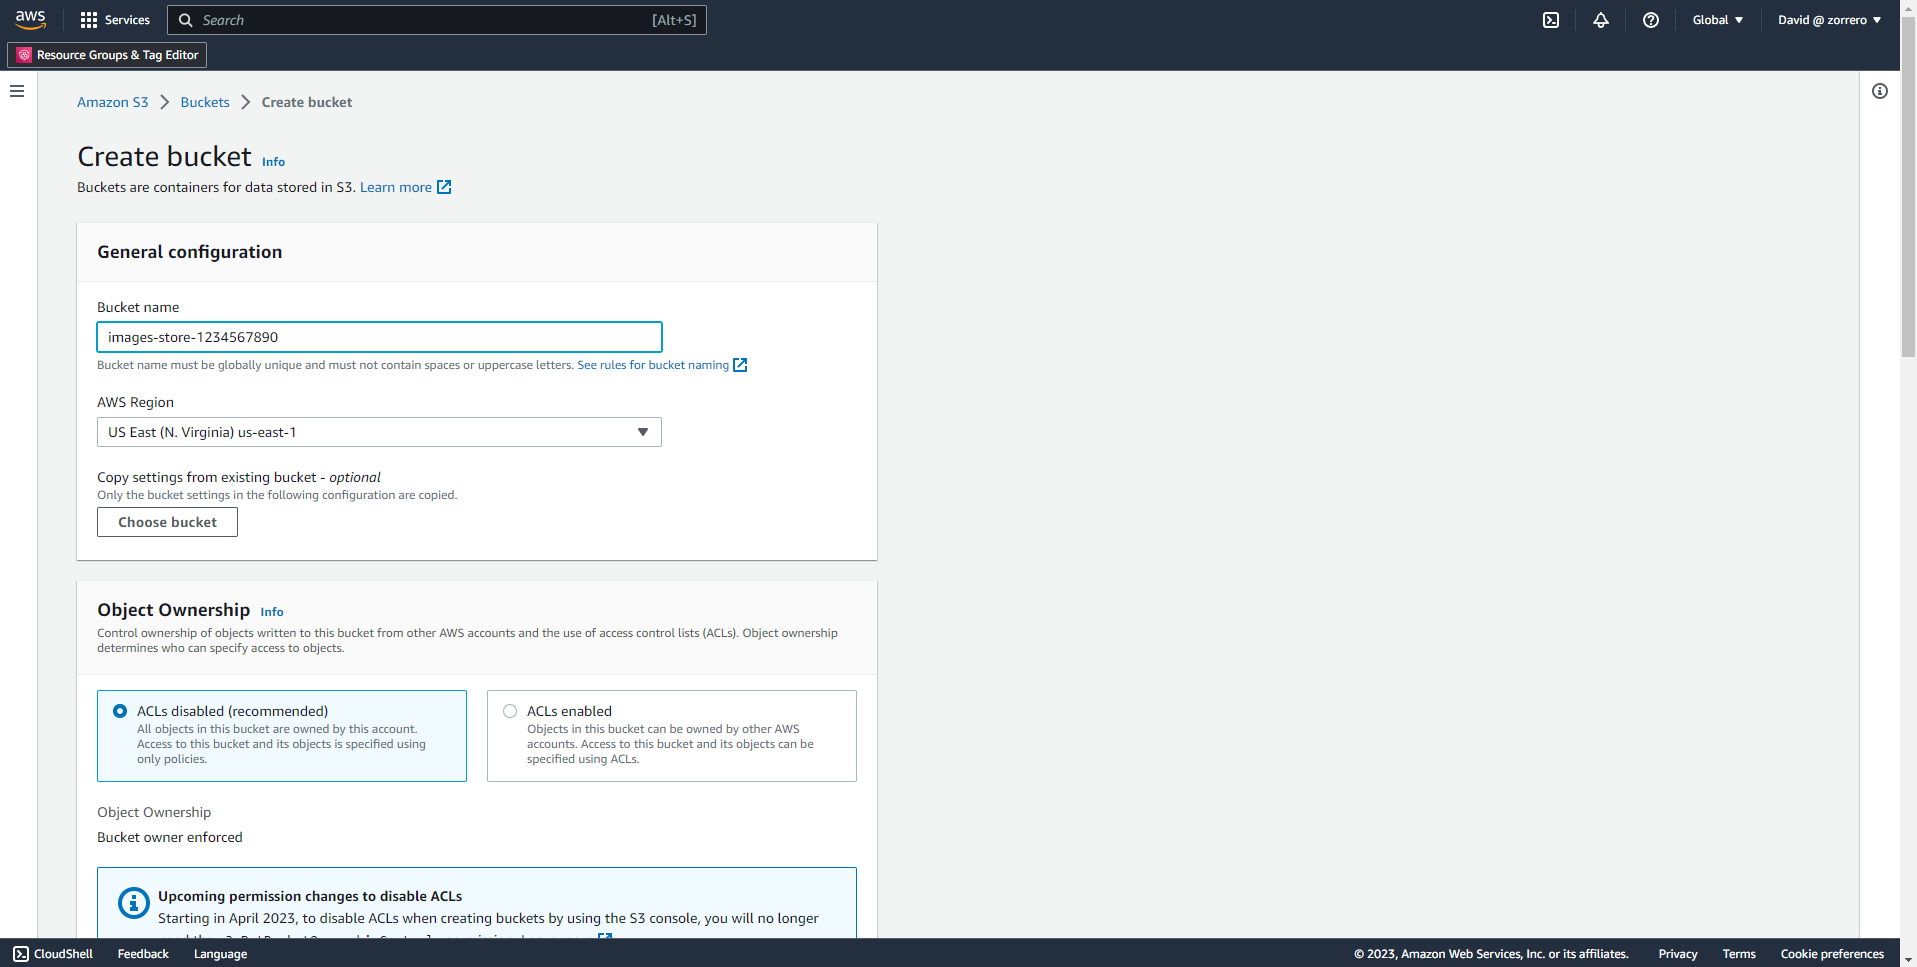 aws Services Search [Alt+S] Global David @ zorrero
Resource Groups & Tag Editor
Amazon S3 Buckets Create bucket
Create bucket Info
Buckets are containers for data stored in S3. Learn more
General configuration
Bucket name
images-store-1234567890
Bucket name must be globally unique and must not contain spaces or uppercase letters. See rules for bucket naming
AWS Region
US East (N. Virginia) us-east-1
Copy settings from existing bucket - optional
Only the bucket settings in the following configuration are copied.
Choose bucket
Object Ownership Info
Control ownership of objects written to this bucket from other AWS accounts and the use of access control lists (ACLs). Object ownership
determines who can specify access to objects.
ACLs disabled (recommended)
All objects in this bucket are owned by this account.
Access to this bucket and its objects is specified using
only policies.
ACLs enabled
Objects in this bucket can be owned by other AWS
accounts. Access to this bucket and its objects can be
specified using ACLs.
Object Ownership
Bucket owner enforced
Upcoming permission changes to disable ACLs
Starting in April 2023, to disable ACLs when creating buckets by using the S3 console, you will no longer
CloudShell Feedback Language © 2023, Amazon Web Services, Inc. or its affiliates. Privacy Terms Cookie preferences